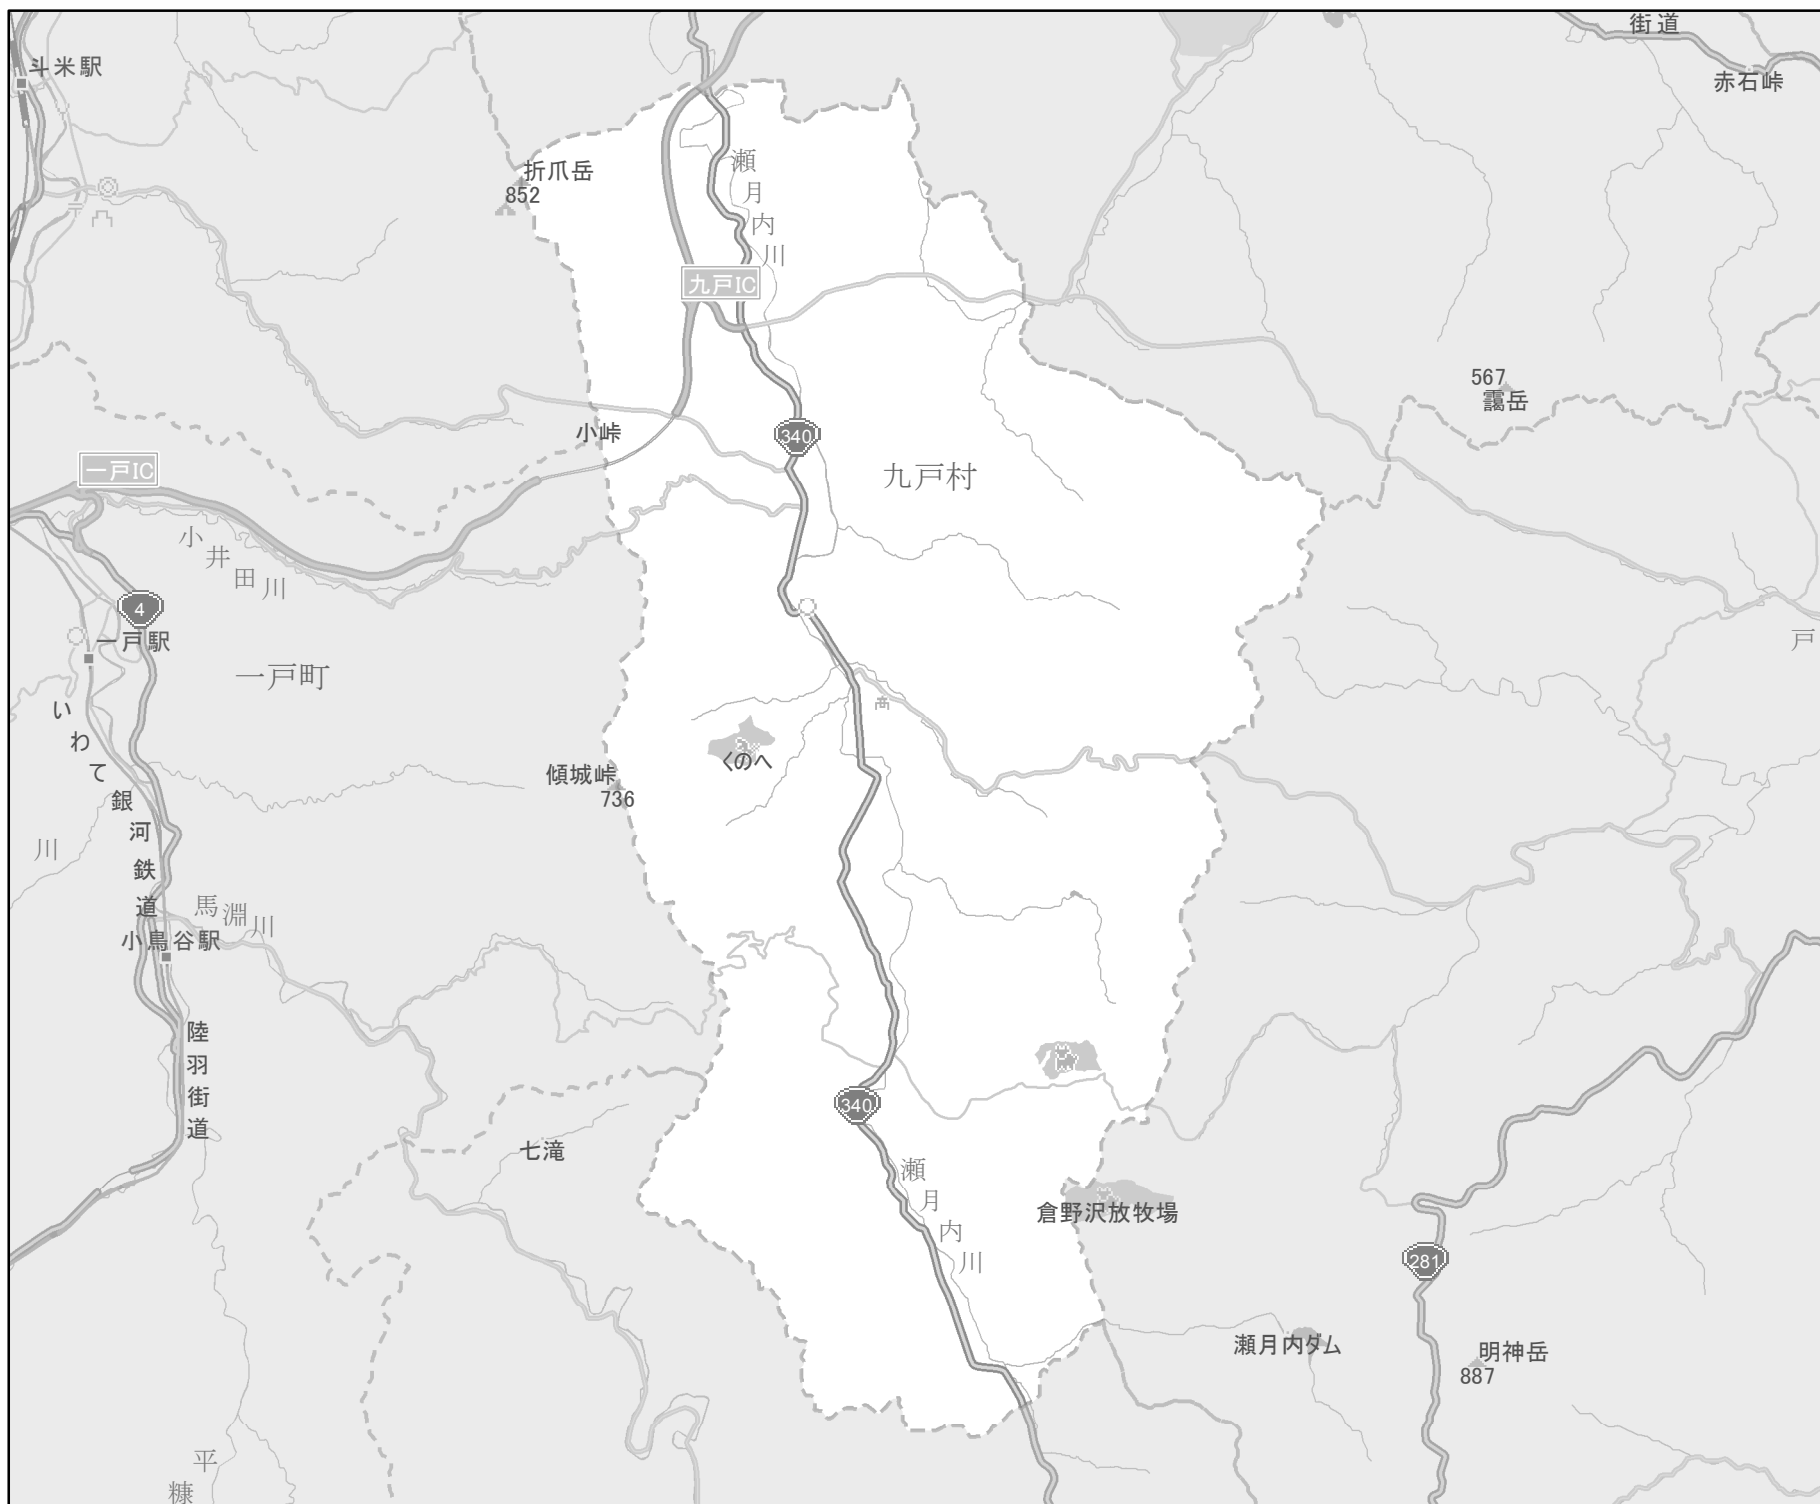 街道
斗米駅
赤石峠
瀬月内川
折爪岳
852
九戸IC
567
靄岳
340
小峠
一戸IC
九戸村
小井田川
4
一戸駅
戸
一戸町
いわて銀河鉄道
くのへ
傾城峠
736
川
馬淵川
小鳥谷駅
陸羽街道
340
七滝
瀬月内川
倉野沢放牧場
281
瀬月内ダム
明神岳
887
平糠
高